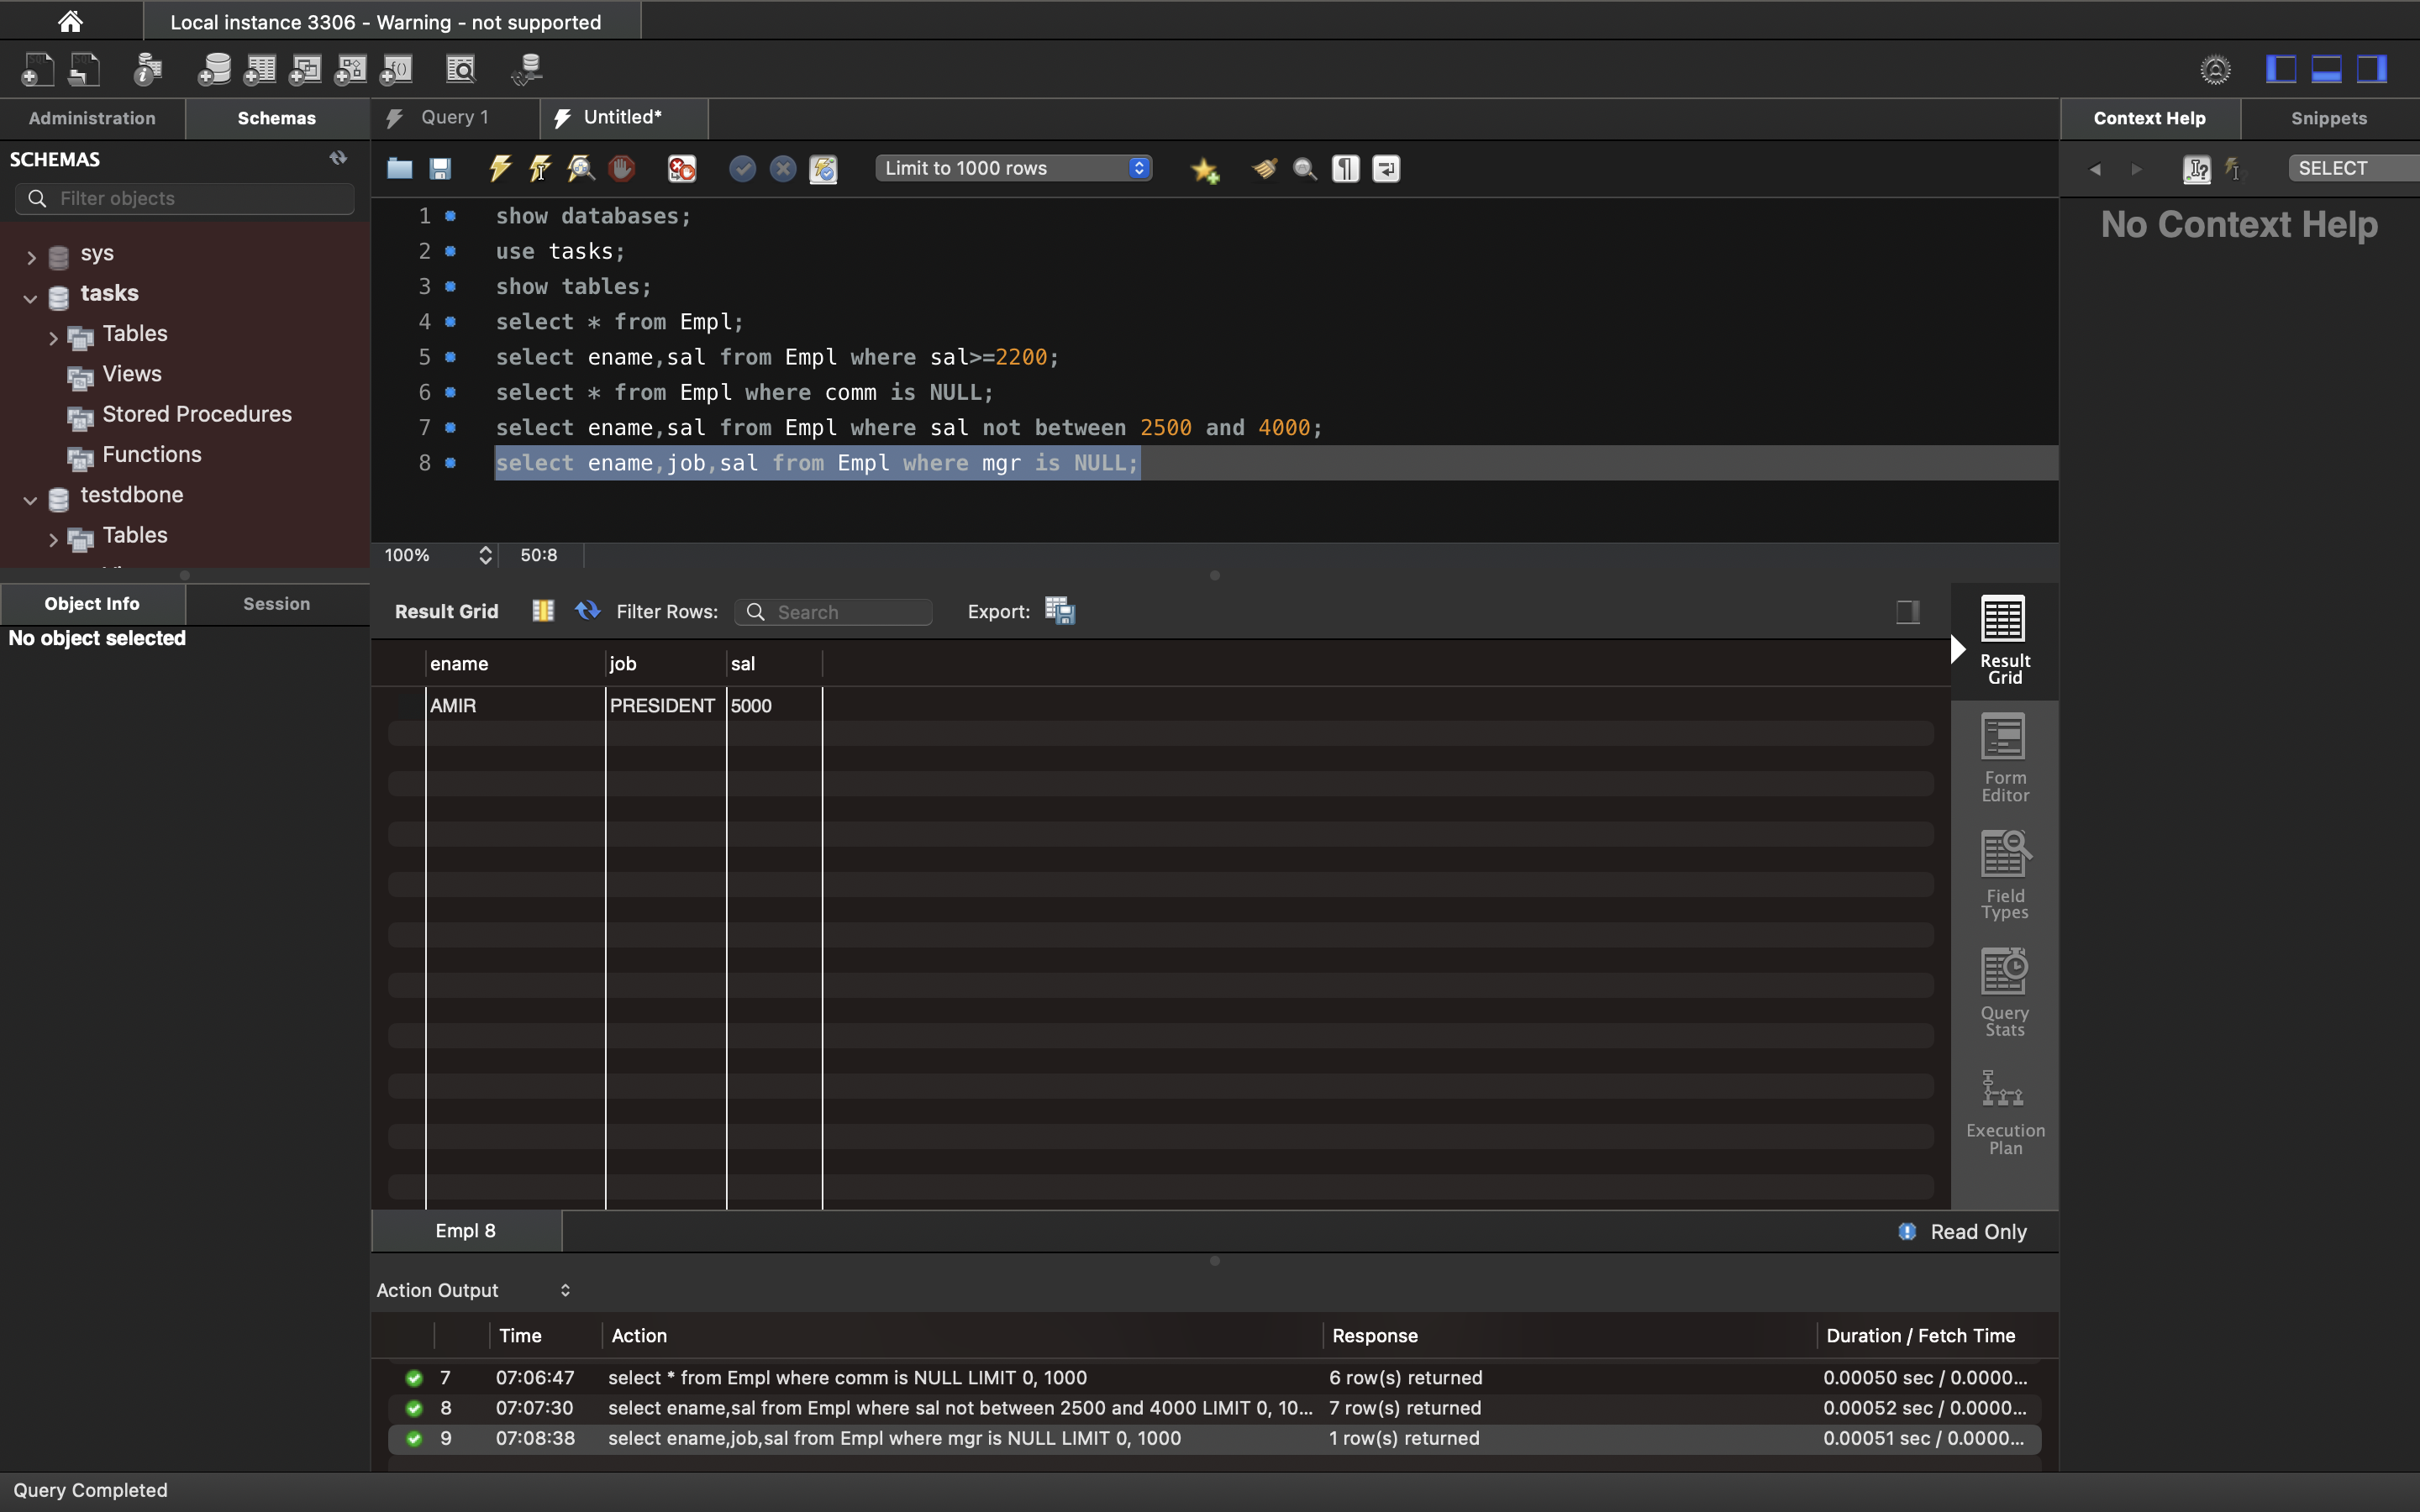 Local instance 3306 - Warning - not supported
Administration
Schemas
Query 1
Untitled*
Context Help
Snippets
SCHEMAS
Limit to 1000 rows
SELECT
Filter objects
No Context Help
sys
tasks
Tables
Views
Stored Procedures
Functions
testdbone
Tables
1 show databases;
2 use tasks;
3 show tables;
4 select * from Empl;
5 select ename,sal from Empl where sal>=2200;
6 select * from Empl where comm is NULL;
7 select ename,sal from Empl where sal not between 2500 and 4000;
8 select ename,job,sal from Empl where mgr is NULL;
100% 50:8
Object Info
Session
No object selected
Result Grid
Filter Rows:
Search
Export:
ename job sal
AMIR PRESIDENT 5000
Result
Grid
Form
Editor
Field
Types
Query
Stats
Execution
Plan
Empl 8
Read Only
Action Output
Time Action Response Duration / Fetch Time
7 07:06:47 select * from Empl where comm is NULL LIMIT 0, 1000 6 row(s) returned 0.00050 sec / 0.0000...
8 07:07:30 select ename,sal from Empl where sal not between 2500 and 4000 LIMIT 0, 10... 7 row(s) returned 0.00052 sec / 0.0000...
9 07:08:38 select ename,job,sal from Empl where mgr is NULL LIMIT 0, 1000 1 row(s) returned 0.00051 sec / 0.0000...
Query Completed